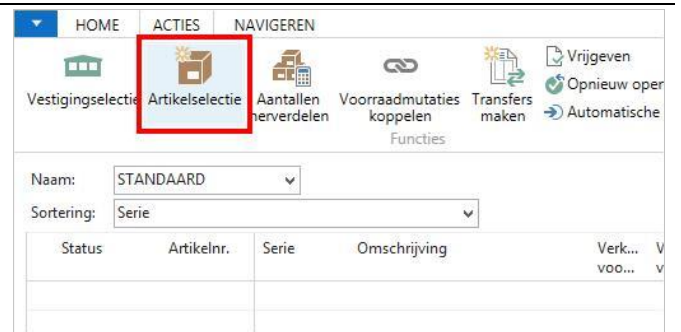 HOME ACTIES NAVIGEREN
Vestigingselectie Artikelselectie Aantallen herverdelen Voorraadmutaties koppelen Transfers maken Vrijgeven
Opnieuw oper
Automatische
Functies
Naam: STANDAARD
Sortering: Serie
Status Artikelnr. Serie Omschrijving Verk... V
voo... v